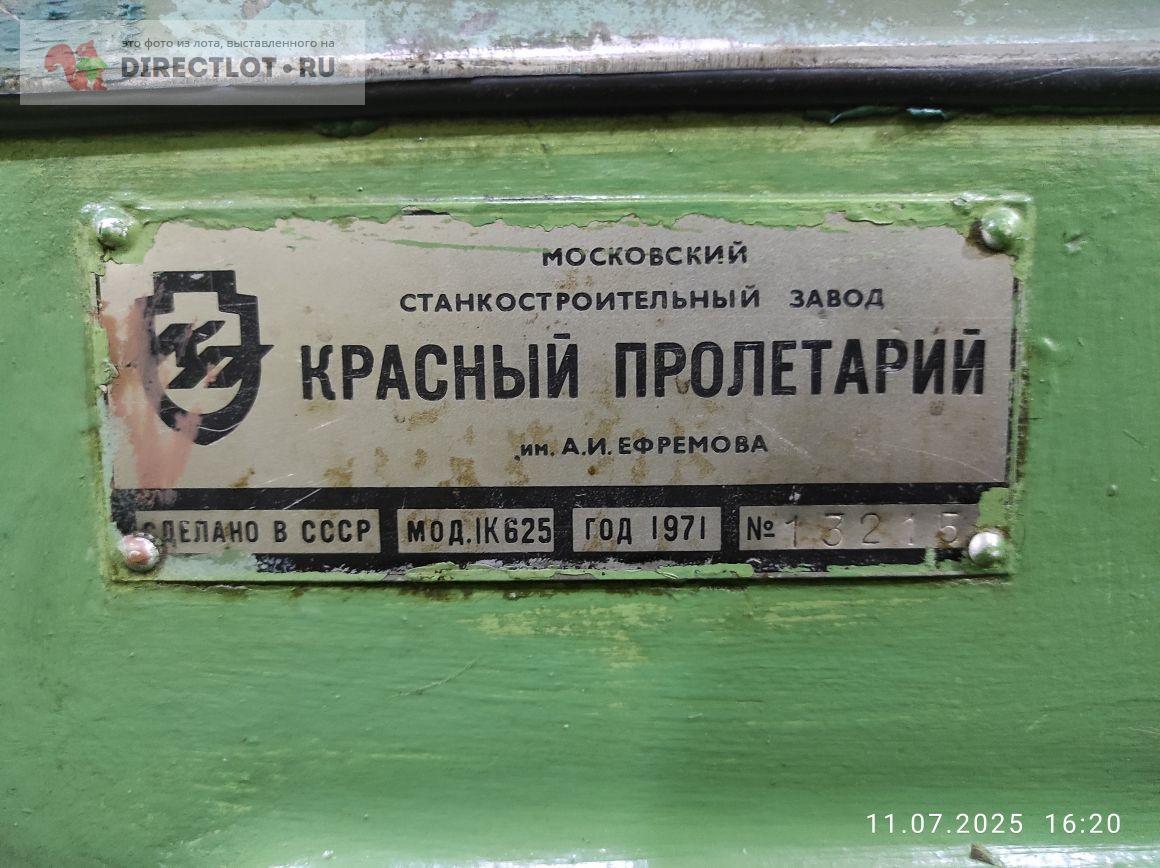 это фото из лота, выставленного на
DIRECTLOT.RU
МОСКОВСКИЙ
СТАНКОСТРОИТЕЛЬНЫЙ ЗАВОД
КРАСНЫЙ ПРОЛЕТАРИЙ
им. А.И. ЕФРЕМОВА
СДЕЛАНО В СССР МОД. 1К625 ГОД 1971 № 13215
11.07.2025 16:20